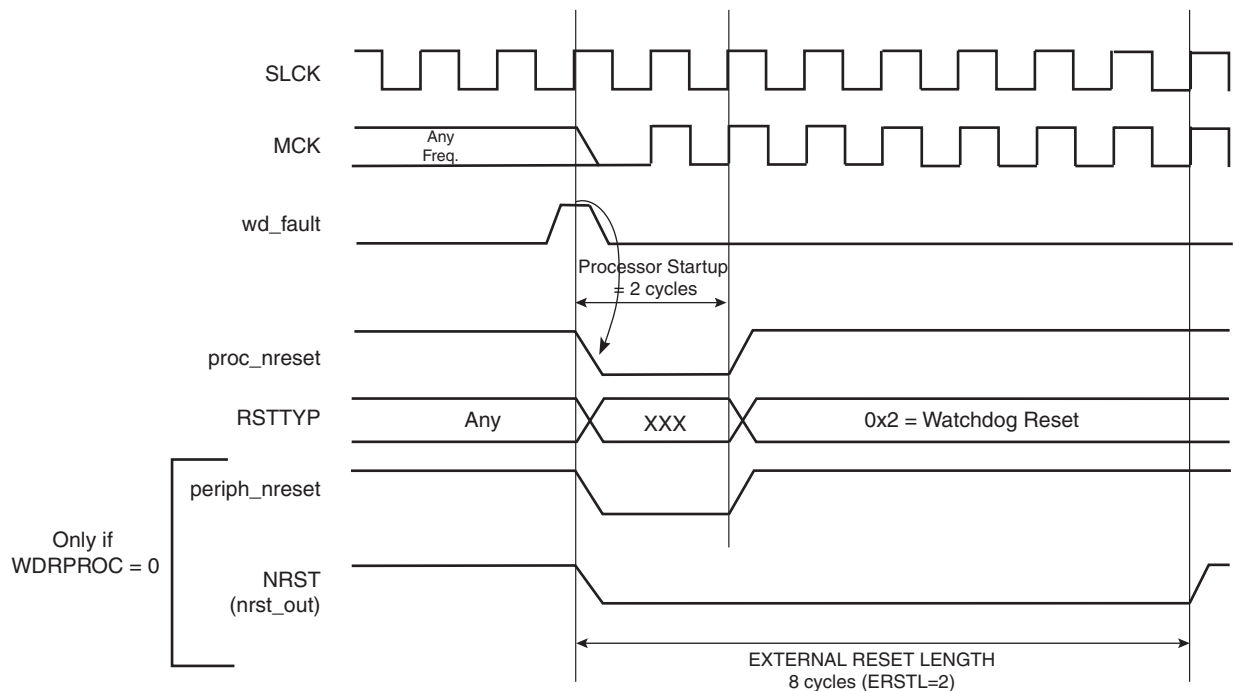 SLCK
MCK
Any
Freq.
wd_fault
Processor Startup
= 2 cycles
proc_nreset
RSTTYP
Any
XXX
0x2 = Watchdog Reset
periph_nreset
Only if
WDRPROC = 0
NRST
(nrst_out)
EXTERNAL RESET LENGTH
8 cycles (ERSTL=2)